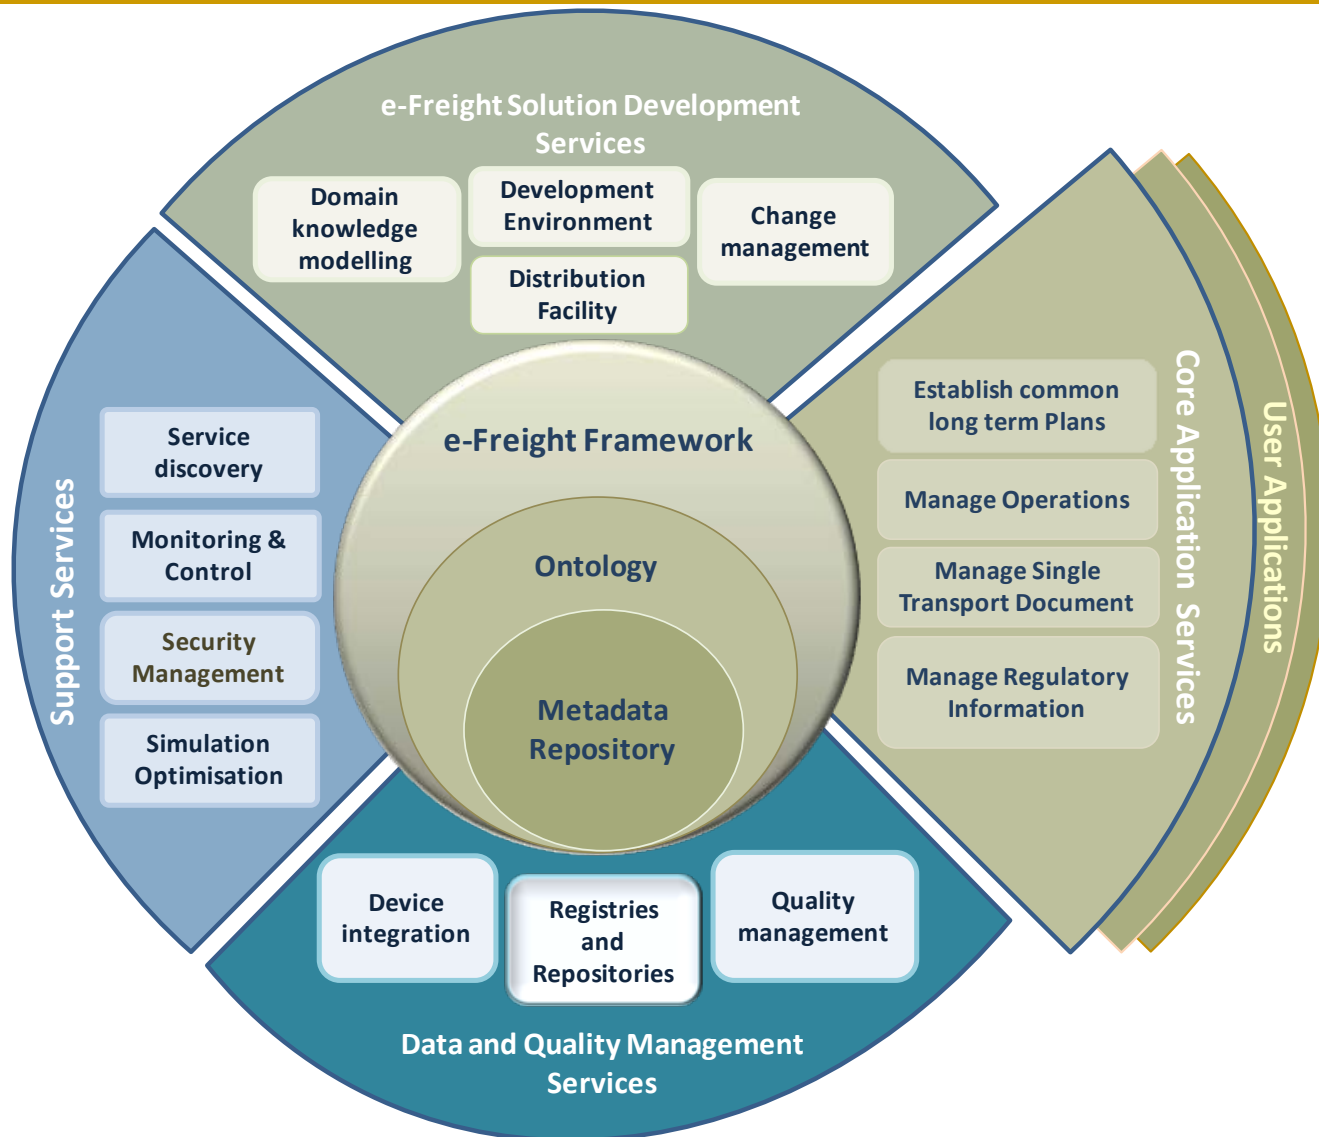 e-Freight Solution Development
Services
Domain
knowledge
modelling
Development
Environment
Change
management
Distribution
Facility
e-Freight Framework
Ontology
Metadata
Repository
Support Services
Service
discovery
Monitoring &
Control
Security
Management
Simulation
Optimisation
Establish common
long term Plans
Manage Operations
Manage Single
Transport Document
Manage Regulatory
Information
Core Application Services
User Applications
Device
integration
Registries
and
Repositories
Quality
management
Data and Quality Management
Services